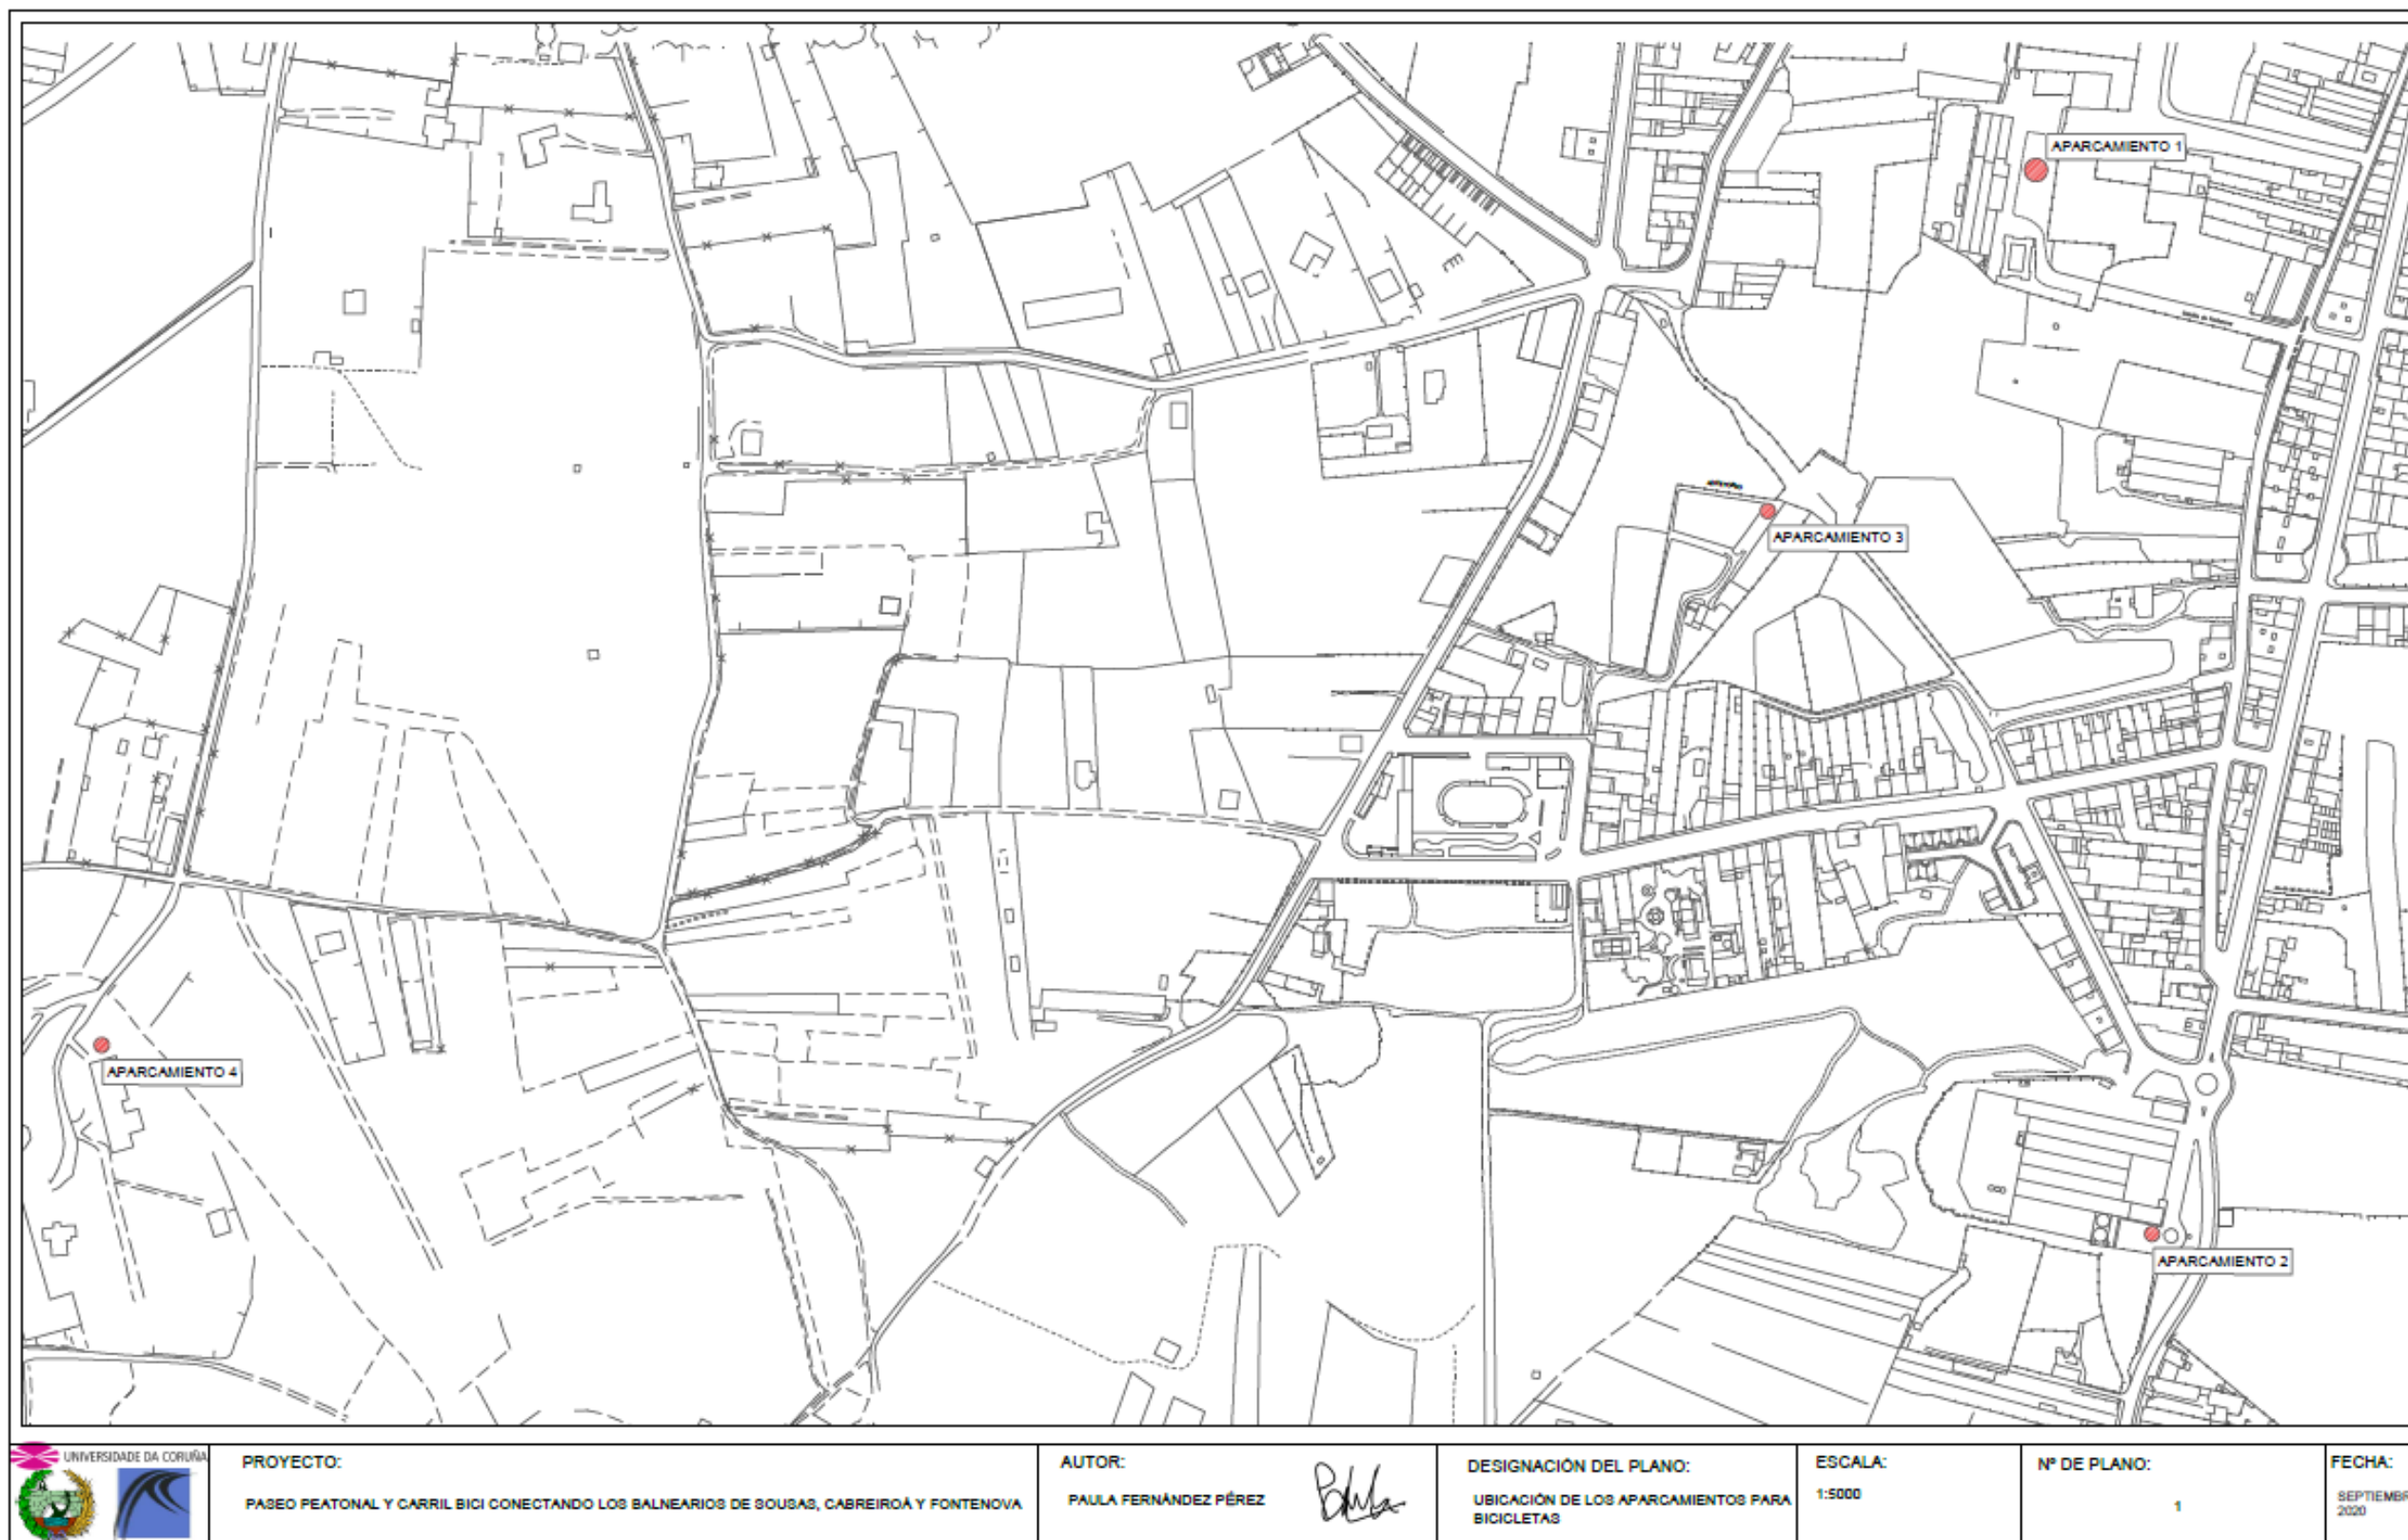 APARCAMIENTO 1
APARCAMIENTO 3
APARCAMIENTO 4
APARCAMIENTO 2
UNIVERSIDADE DA CORUÑA
PROYECTO:
PASEO PEATONAL Y CARRIL BICI CONECTANDO LOS BALNEARIOS DE SOUSAS, CABREIROÁ Y FONTENOVA
AUTOR:
PAULA FERNÁNDEZ PÉREZ
DESIGNACIÓN DEL PLANO:
UBICACIÓN DE LOS APARCAMIENTOS PARA
BICICLETAS
ESCALA:
1:5000
Nº DE PLANO:
1
FECHA:
SEPTIEMBR
2020